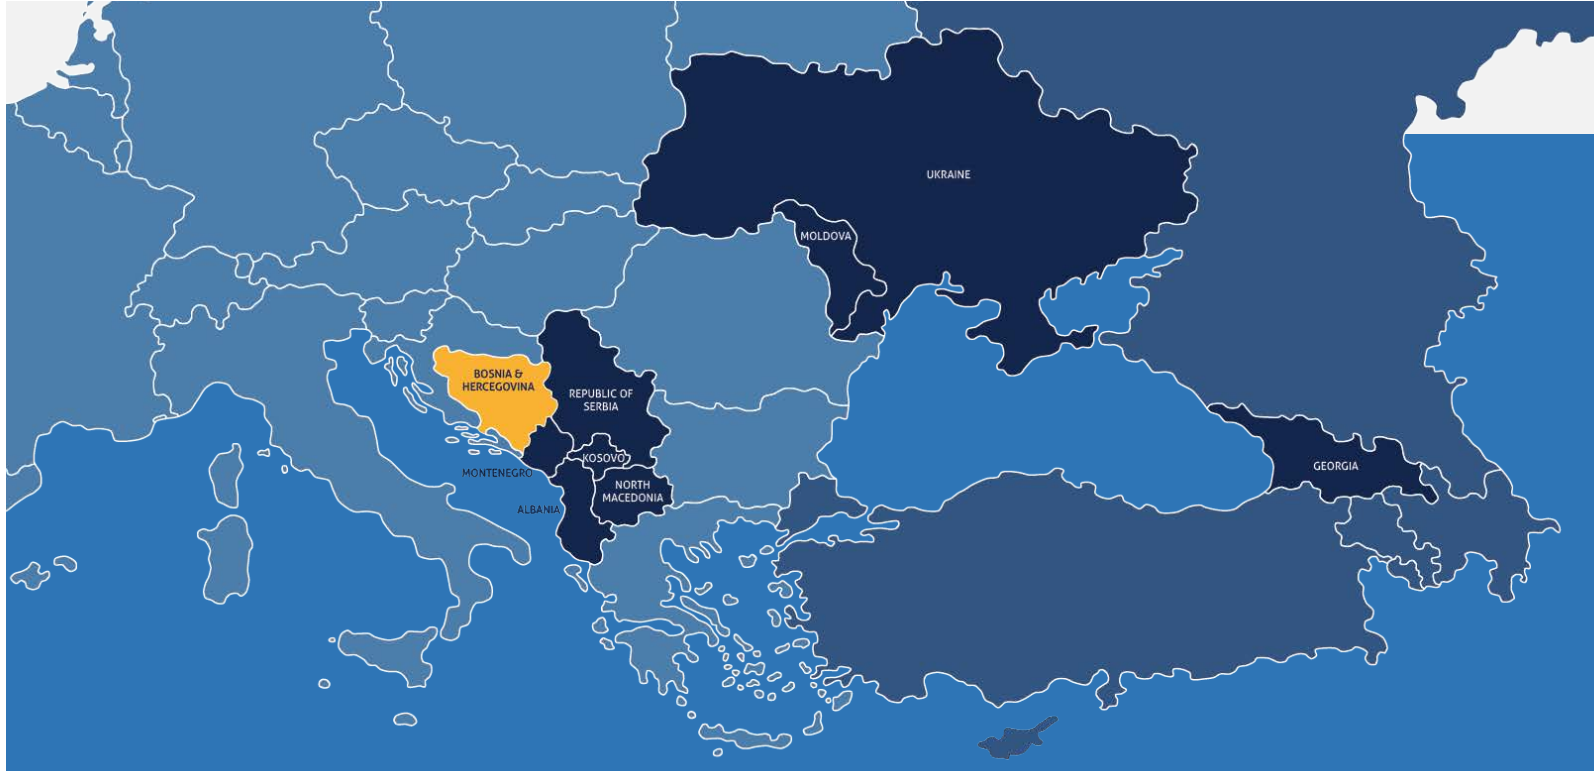 UKRAINE
MOLDOVA
BOSNIA &
HERCEGOVINA
REPUBLIC OF
SERBIA
KOSOVO
GEORGIA
MONTENEGRO
NORTH
MACEDONIA
ALBANIA